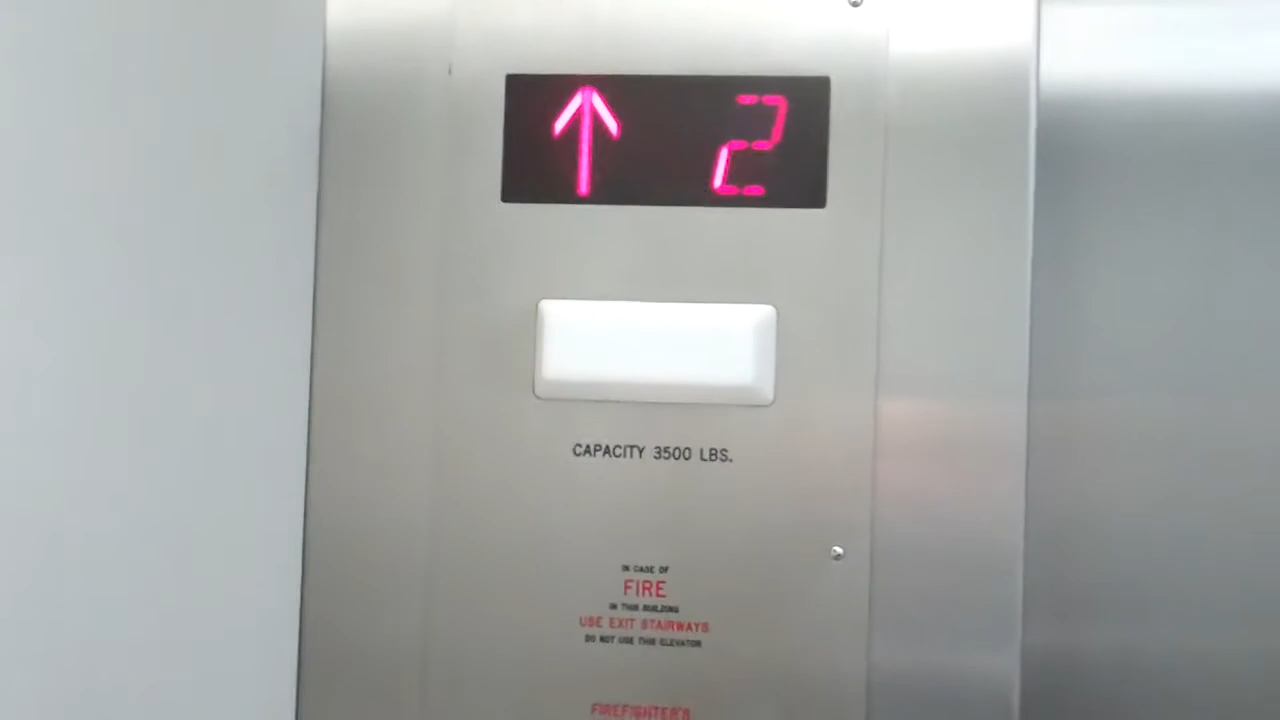 ↑ 2
CAPACITY 3500 LBS.
IN CASE OF
FIRE
IN THIS BUILDING
USE EXIT STAIRWAYS
DO NOT USE THIS ELEVATOR
FIREFIGHTER'S